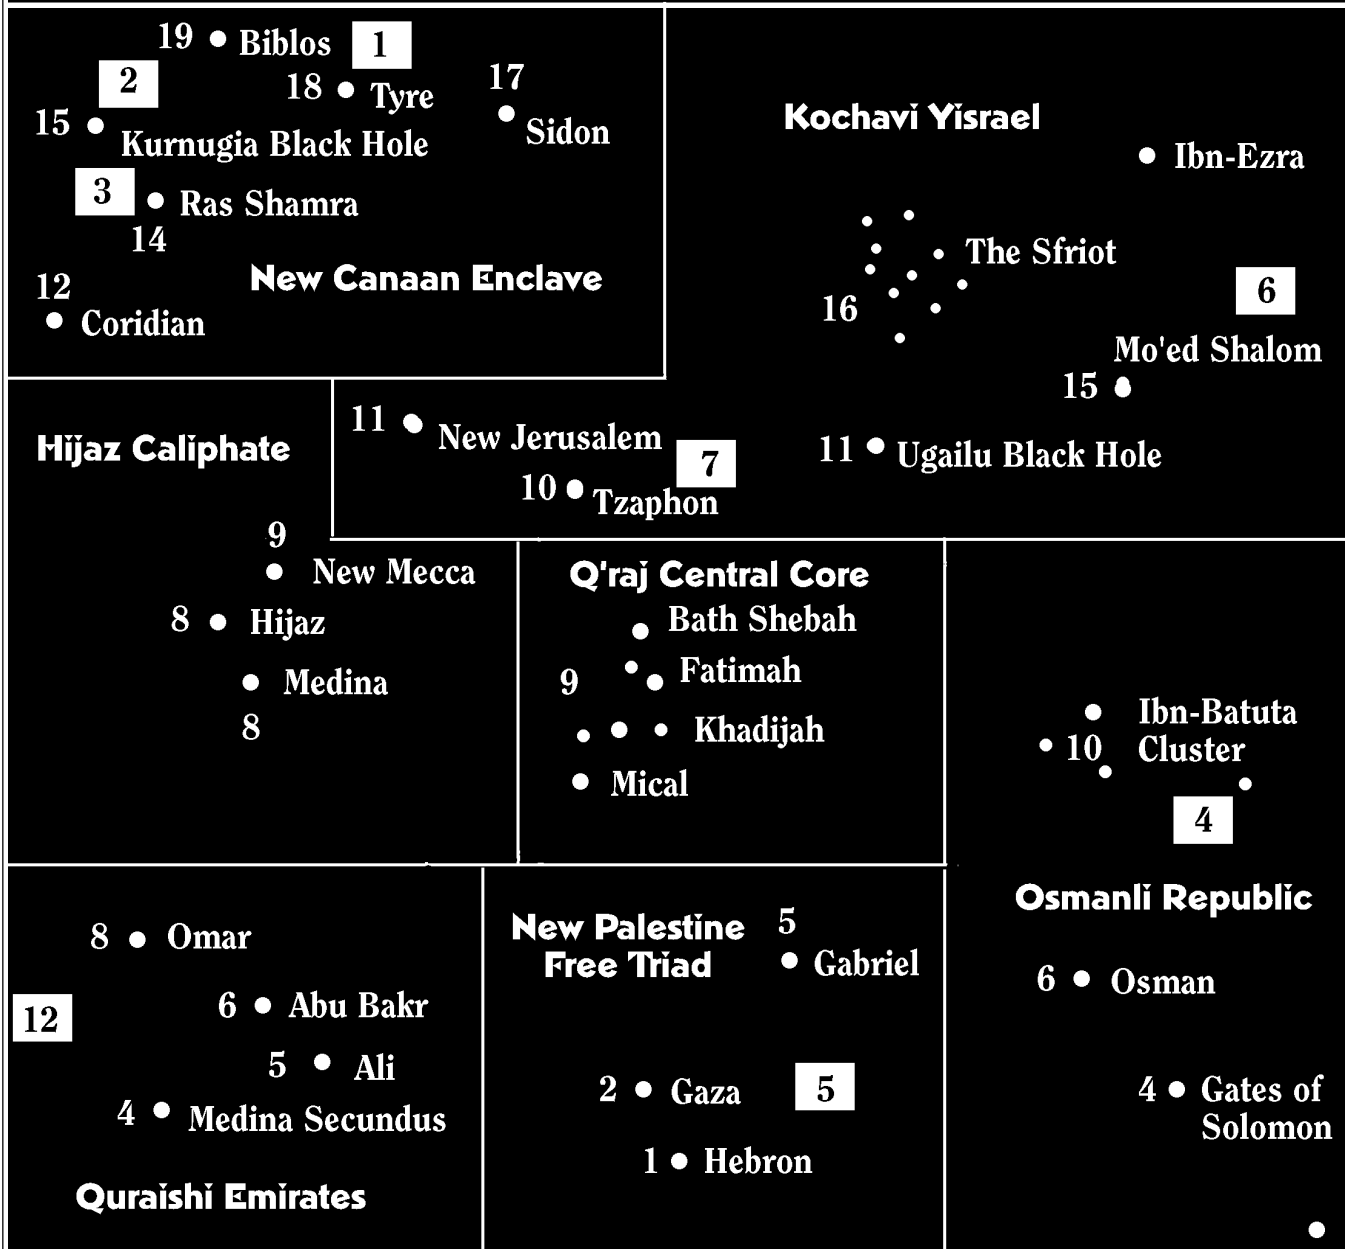 19 Biblos 1
2
18 Tyre
17
Sidon
15
Kurnugia Black Hole
3
Ras Shamra
14
New Canaan Enclave
12
Coridian
Kochavi Yisrael
Ibn-Ezra
The Sfriot
16
6
Mo'ed Shalom
15
11 New Jerusalem
7
10 Tzaphon
11 Ugailu Black Hole
Hijaz Caliphate
9
New Mecca
8 Hijaz
Medina
8
Q'raj Central Core
Bath Shebah
9 Fatimah
Khadijah
Mical
Ibn-Batuta
10 Cluster
4
Osmanli Republic
6 Osman
4 Gates of
Solomon
8 Omar
12
6 Abu Bakr
5 Ali
4 Medina Secundus
Quraishi Emirates
New Palestine
Free Triad
5
Gabriel
2 Gaza 5
1 Hebron